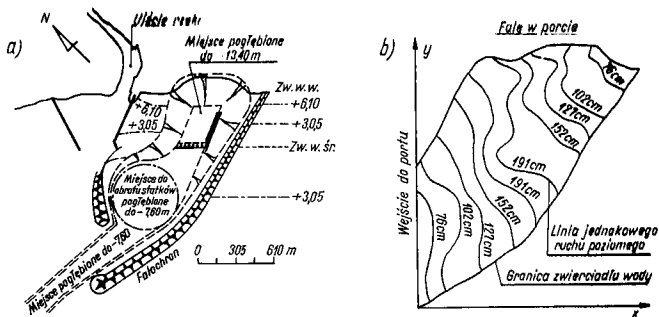 a)
N
Ujście rzeki
Miejsce pogłębione
do -13,40 m
Zw. w. w.
+6,10
+3,05
Zw. w. śr.
+3,05
+6,10
+3,05
Miejsce do
obrotu statków
pogłębione
do -7,60m
Miejsce pogłębione do -7,60
Falochron
0 305 610 m
b)
y
Fale w porcie
76cm
102cm
127cm
152cm
191cm
191cm
152cm
127cm
102cm
76cm
Wejście do portu
Linia jednakowego
ruchu poziomego
Granica zwierciadła wody
x